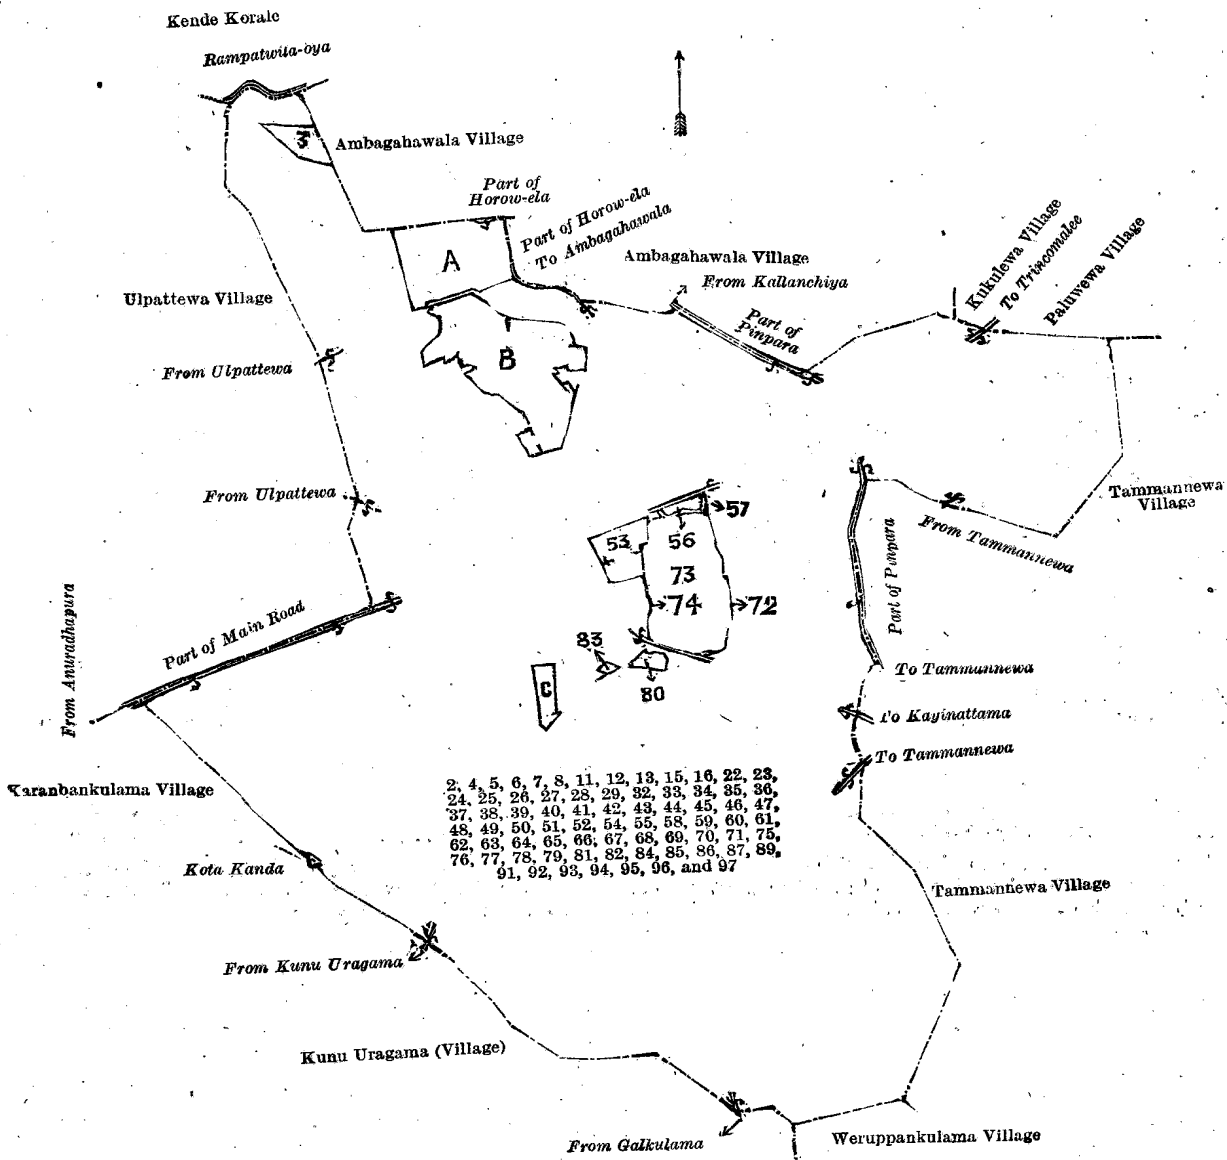 Kende Korale
Rampatwita-oya
3
Ambagahawala Village
Part of
Horow-ela
Part of Horow-ela
To Ambagahawala
A
Ambagahawala Village
From Kallanchiya
Kukulewa Village
To Trincomalee
Paluwewa Village
Ulpattewa Village
Part of
Pinpara
B
From Ulpattewa
From Ulpattewa
57
Tammannewa
Village
From Tammannewa
53
56
Part of Pinpara
73
74
72
From Anuradhapura
Part of Main Road
83
80
C
To Tammunnewa
To Kayinattama
To Tammannewa
Karanbankulama Village
2, 4, 5, 6, 7, 8, 11, 12, 13, 15, 16, 22, 23,
24, 25, 26, 27, 28, 29, 32, 33, 34, 35, 36,
37, 38, 39, 40, 41, 42, 43, 44, 45, 46, 47,
48, 49, 50, 51, 52, 54, 55, 58, 59, 60, 61,
62, 63, 64, 65, 66, 67, 68, 69, 70, 71, 75,
76, 77, 78, 79, 81, 82, 84, 85, 86, 87, 89,
91, 92, 93, 94, 95, 96, and 97
Kota Kanda
Tammannewa Village
From Kunu Uragama
Kunu Uragama (Village)
From Galkulama
Weruppankulama Village